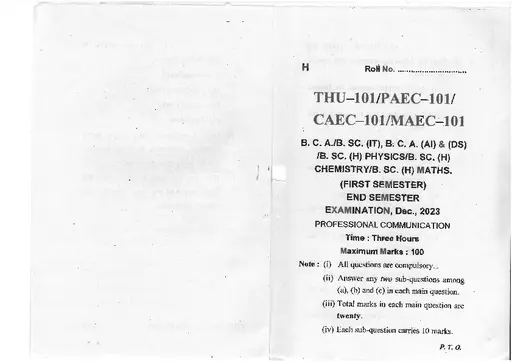 H Roll No. ..............................
THU–101/PAEC–101/
CAEC–101/MAEC–101
B. C. A./B. SC. (IT), B. C. A. (AI) & (DS)
/B. SC. (H) PHYSICS/B. SC. (H)
CHEMISTRY/B. SC. (H) MATHS.
(FIRST SEMESTER)
END SEMESTER
EXAMINATION, Dec., 2023
PROFESSIONAL COMMUNICATION
Time : Three Hours
Maximum Marks : 100
Note : (i) All questions are compulsory.
(ii) Answer any two sub-questions among
(a), (b) and (c) in each main question.
(iii) Total marks in each main question are
twenty.
(iv) Each sub-question carries 10 marks.
P. T. O.